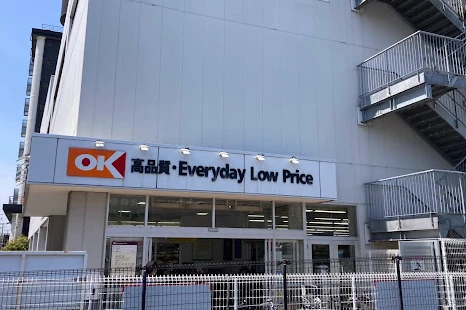 OK 高品質・Everyday Low Price